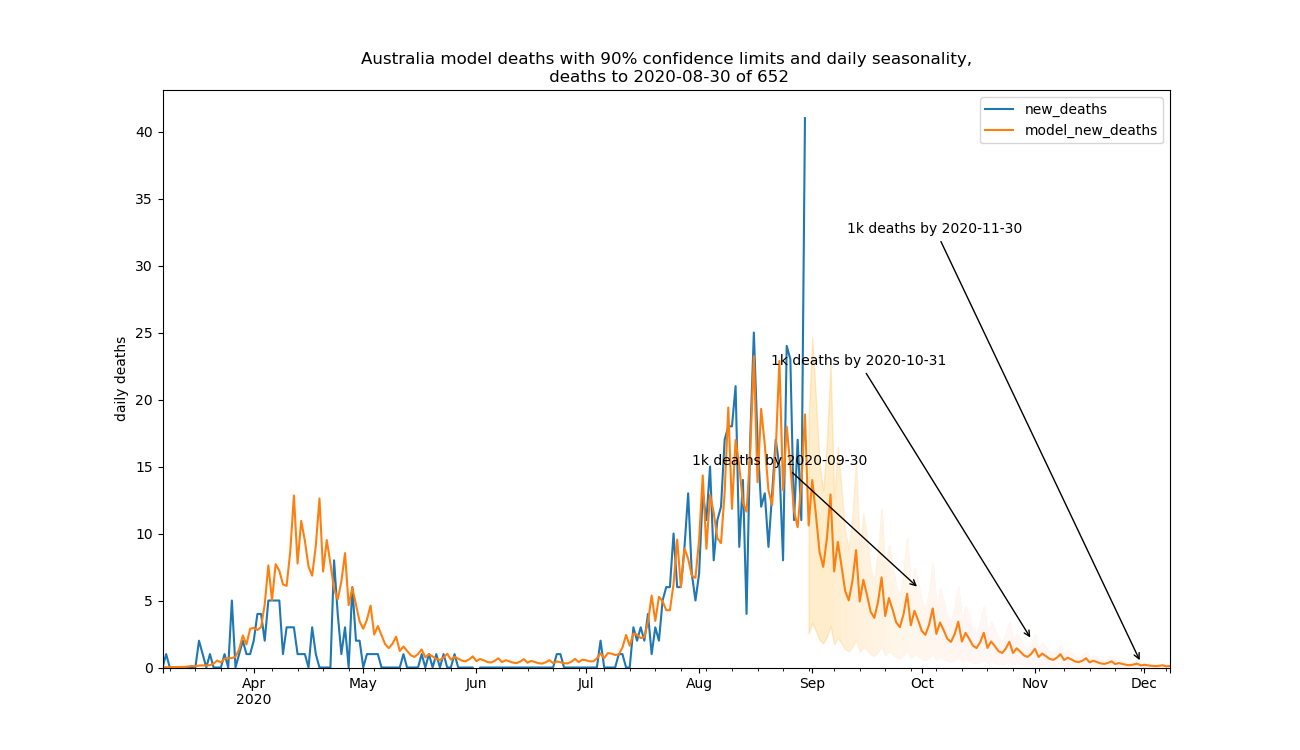 Australia model deaths with 90% confidence limits and daily seasonality,
deaths to 2020-08-30 of 652
new_deaths
model_new_deaths
40
35
30
25
20
15
10
5
0
daily deaths
1k deaths by 2020-11-30
1k deaths by 2020-10-31
1k deaths by 2020-09-30
Apr
2020
May
Jun
Jul
Aug
Sep
Oct
Nov
Dec